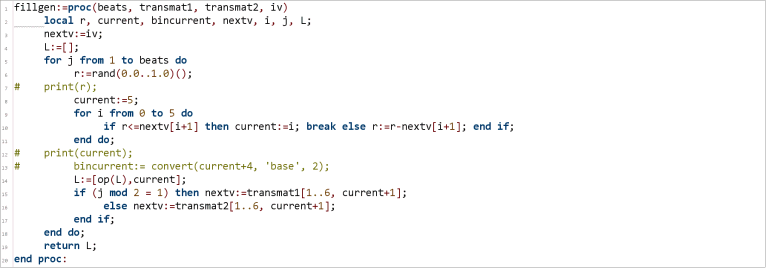 1 fillgen:=proc(beats, transmat1, transmat2, iv)
2 local r, current, bincurrent, nextv, i, j, L;
3 nextv:=iv;
4 L:=[];
5 for j from 1 to beats do
6 r:=rand(0.0..1.0)();
7 # print(r);
8 current:=5;
9 for i from 0 to 5 do
10 if r<=nextv[i+1] then current:=i; break else r:=r-nextv[i+1]; end if;
11 end do;
12 # print(current);
13 # bincurrent:= convert(current+4, 'base', 2);
14 L:=[op(L),current];
15 if (j mod 2 = 1) then nextv:=transmat1[1..6, current+1];
16 else nextv:=transmat2[1..6, current+1];
17 end if;
18 end do;
19 return L;
20 end proc: